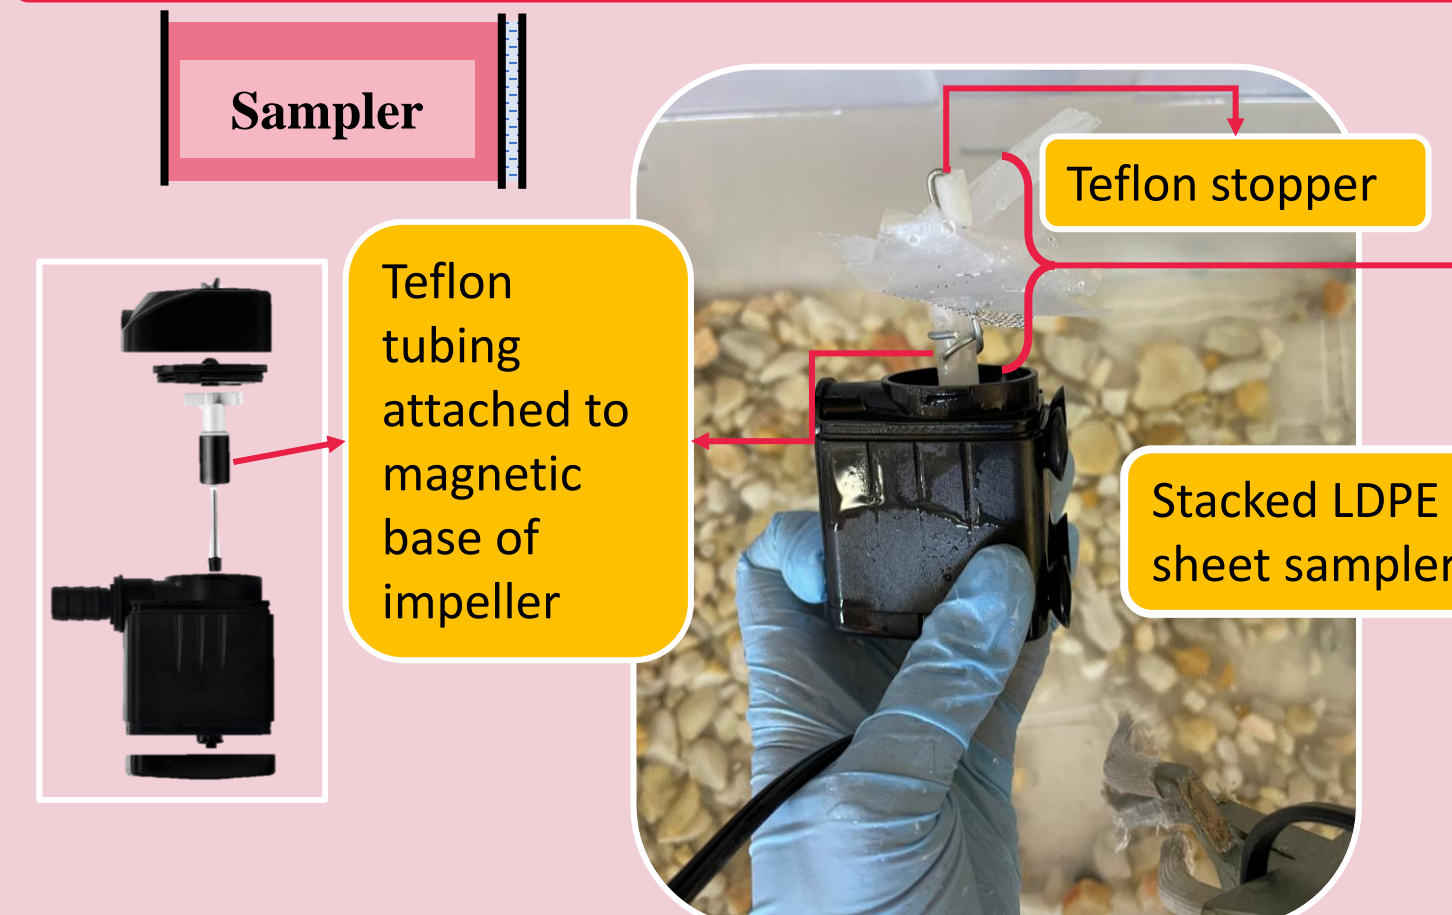 Sampler
Teflon stopper
Teflon
tubing
attached to
magnetic
base of
impeller
Stacked LDPE
sheet sampler